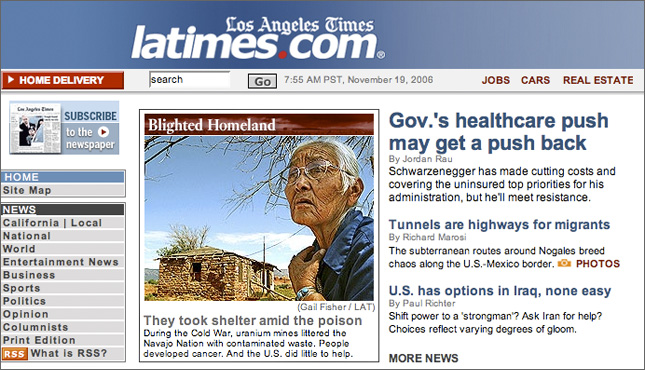 Los Angeles Times
latimes.com®
HOME DELIVERY
search
Go
7:55 AM PST, November 19, 2006
JOBS CARS REAL ESTATE
Los Angeles Times
SUBSCRIBE
to the
newspaper
HOME
Site Map
NEWS
California | Local
National
World
Entertainment News
Business
Sports
Politics
Opinion
Columnists
Print Edition
RSS What is RSS?
Blighted Homeland
(Gail Fisher / LAT)
They took shelter amid the poison
During the Cold War, uranium mines littered the
Navajo Nation with contaminated waste. People
developed cancer. And the U.S. did little to help.
Gov.'s healthcare push
may get a push back
By Jordan Rau
Schwarzenegger has made cutting costs and
covering the uninsured top priorities for his
administration, but he'll meet resistance.
Tunnels are highways for migrants
By Richard Marosi
The subterranean routes around Nogales breed
chaos along the U.S.-Mexico border. PHOTOS
U.S. has options in Iraq, none easy
By Paul Richter
Shift power to a 'strongman'? Ask Iran for help?
Choices reflect varying degrees of gloom.
MORE NEWS